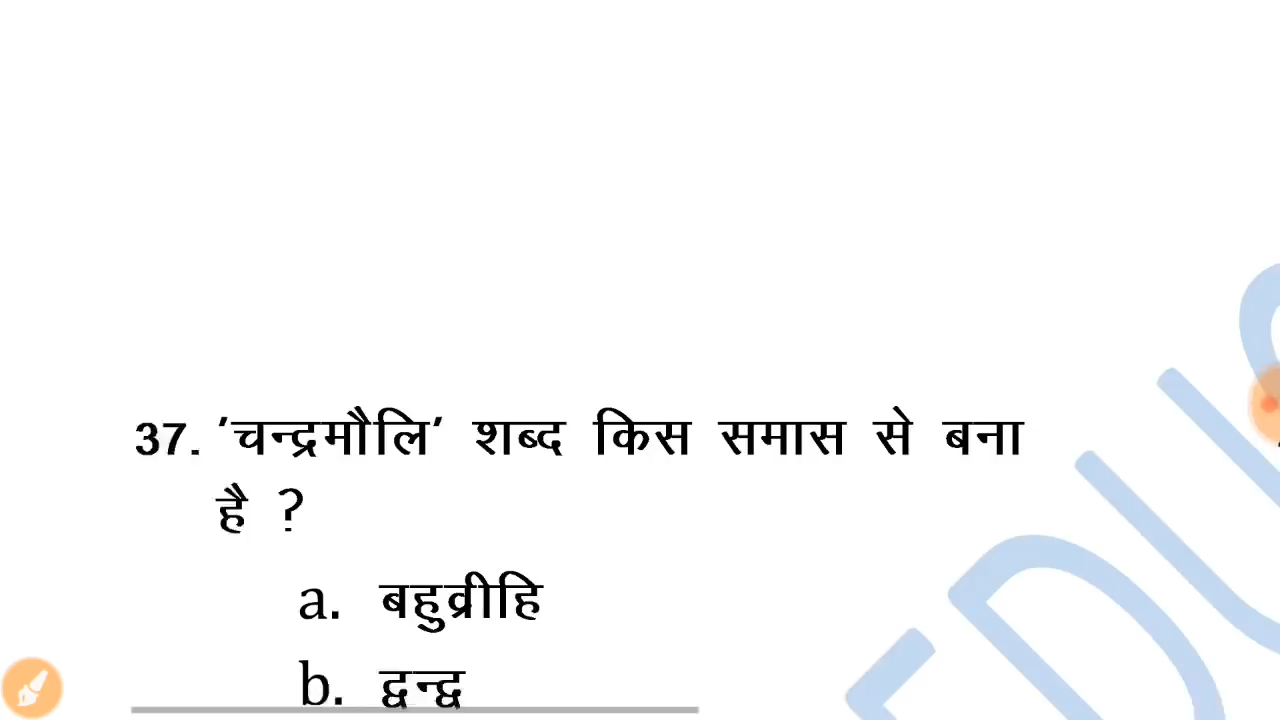 37. ’चन्द्रमौलि’ शब्द किस समास से बना
है ?
a. बहुव्रीहि
b. द्वन्द्व